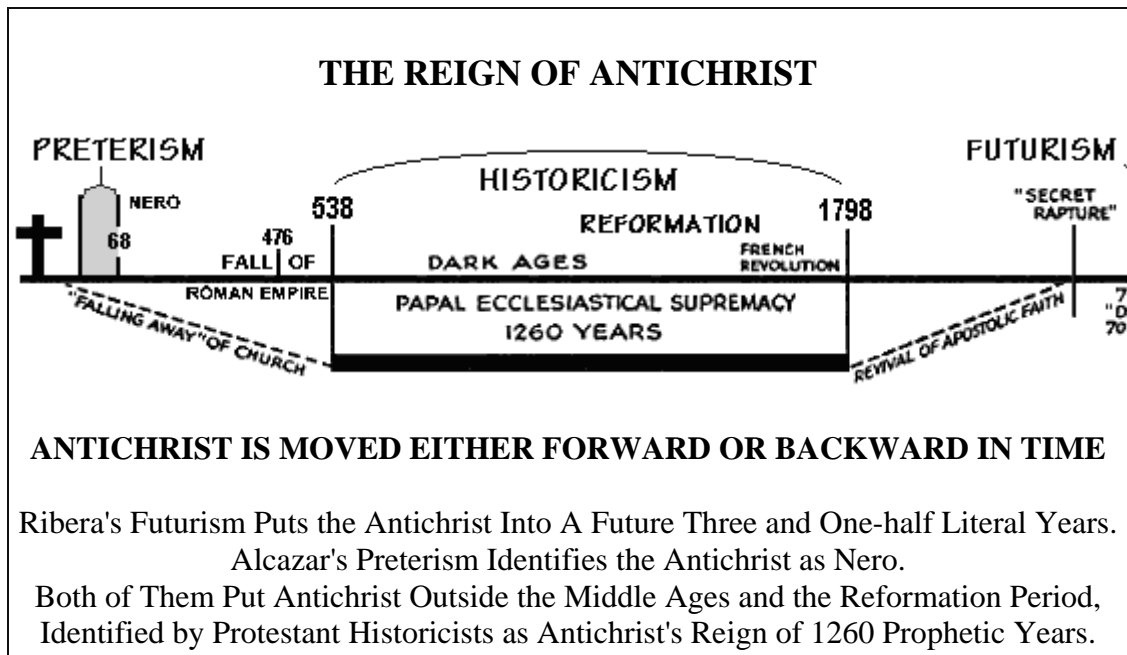 THE REIGN OF ANTICHRIST
PRETERISM
FUTURISM
HISTORICISM
NERO
538
1798
"SECRET
RAPTURE"
68
476
REFORMATION
FALL OF
DARK AGES
FRENCH
REVOLUTION
ROMAN EMPIRE
PAPAL ECCLESIASTICAL SUPREMACY
1260 YEARS
"FALLING AWAY" OF CHURCH
REVIVAL OF APOSTOLIC FAITH
7
"D
70
ANTICHRIST IS MOVED EITHER FORWARD OR BACKWARD IN TIME
Ribera's Futurism Puts the Antichrist Into A Future Three and One-half Literal Years.
Alcazar's Preterism Identifies the Antichrist as Nero.
Both of Them Put Antichrist Outside the Middle Ages and the Reformation Period,
Identified by Protestant Historicists as Antichrist's Reign of 1260 Prophetic Years.